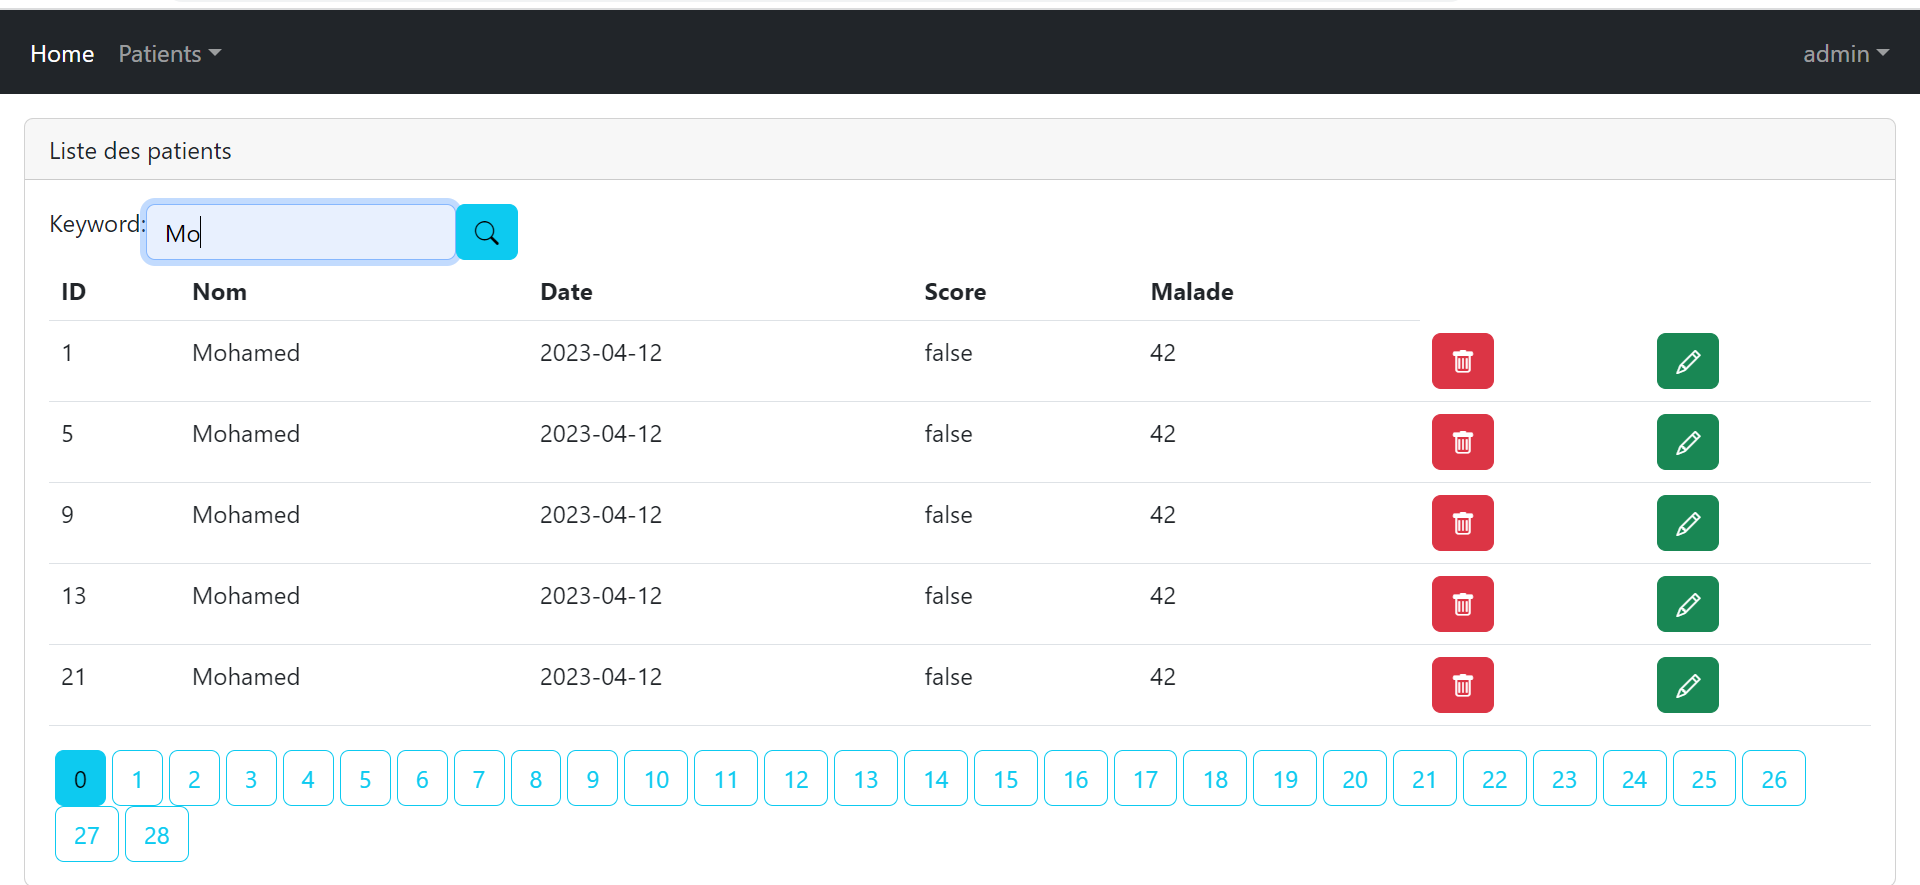 Home Patients admin
Liste des patients
Keyword: Mo
ID Nom Date Score Malade
1 Mohamed 2023-04-12 false 42
5 Mohamed 2023-04-12 false 42
9 Mohamed 2023-04-12 false 42
13 Mohamed 2023-04-12 false 42
21 Mohamed 2023-04-12 false 42
0 1 2 3 4 5 6 7 8 9 10 11 12 13 14 15 16 17 18 19 20 21 22 23 24 25 26
27 28